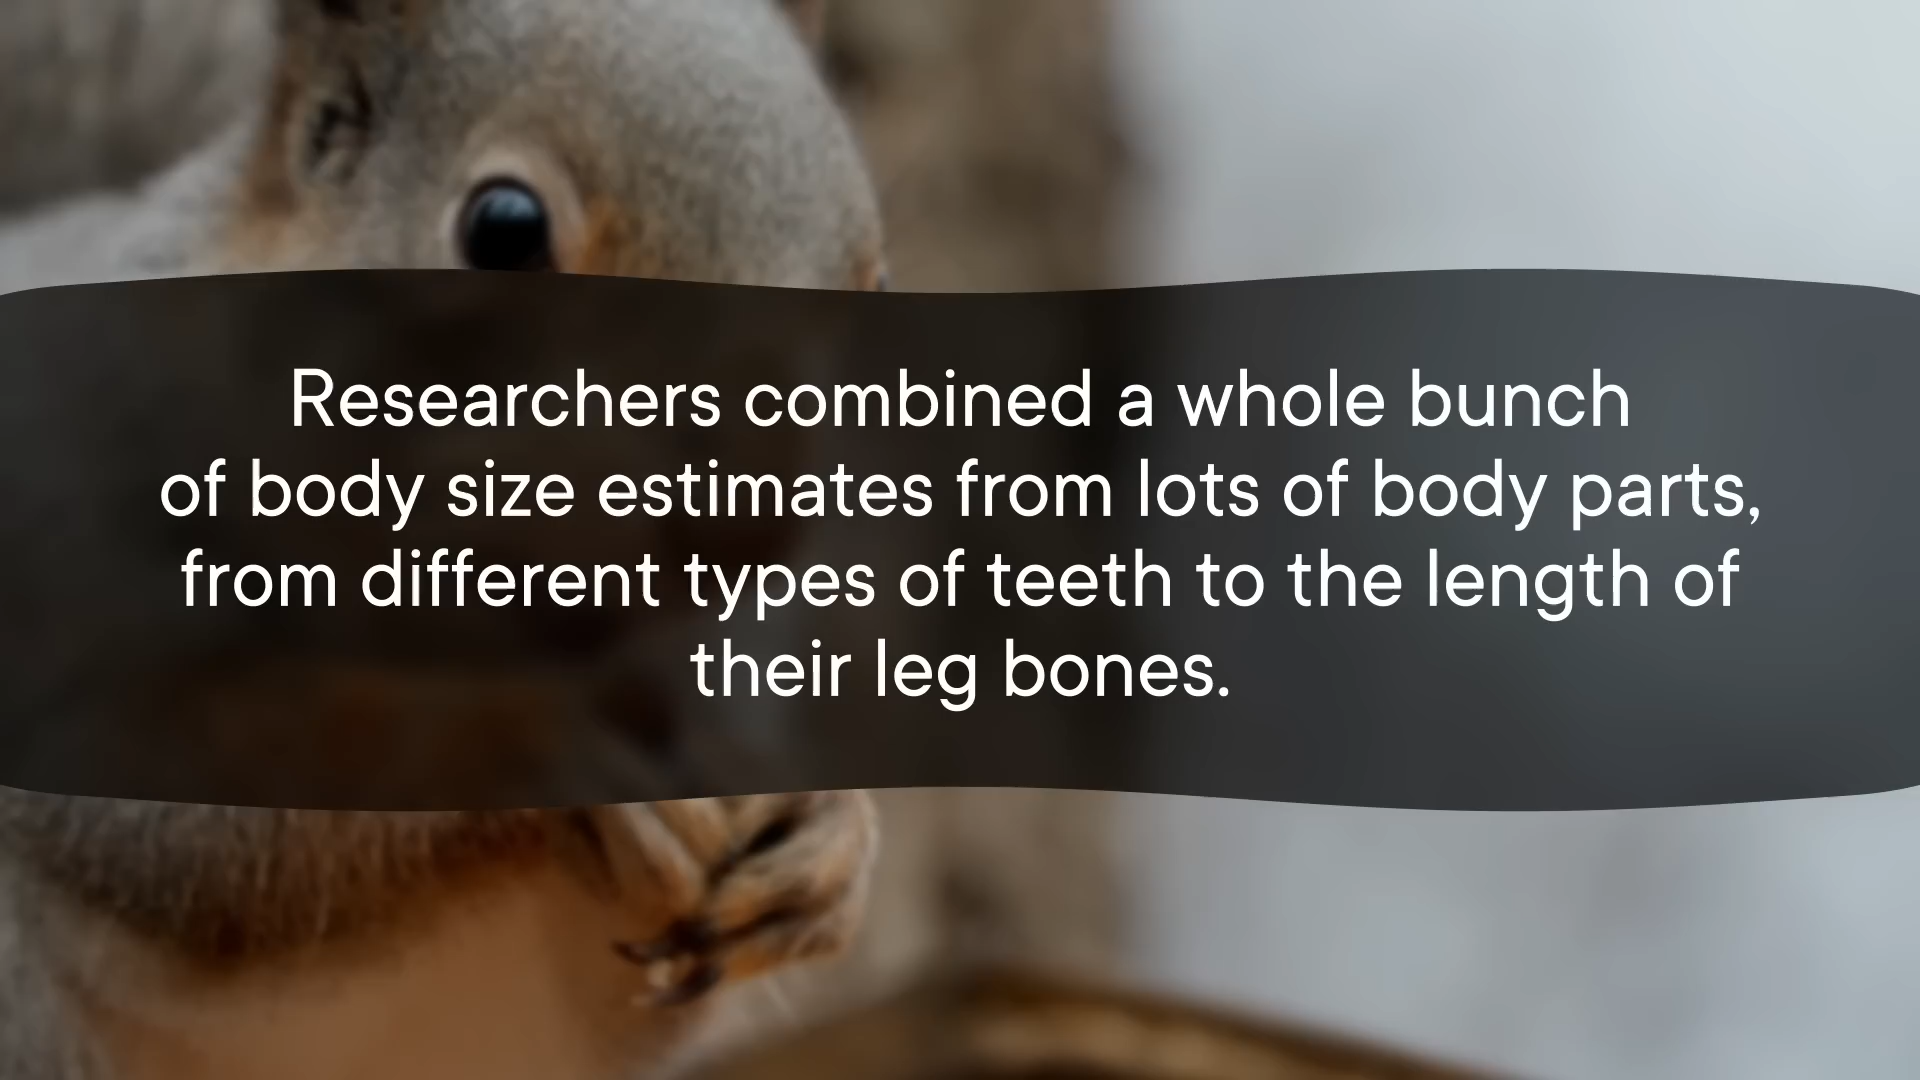 Researchers combined a whole bunch
of body size estimates from lots of body parts,
from different types of teeth to the length of
their leg bones.